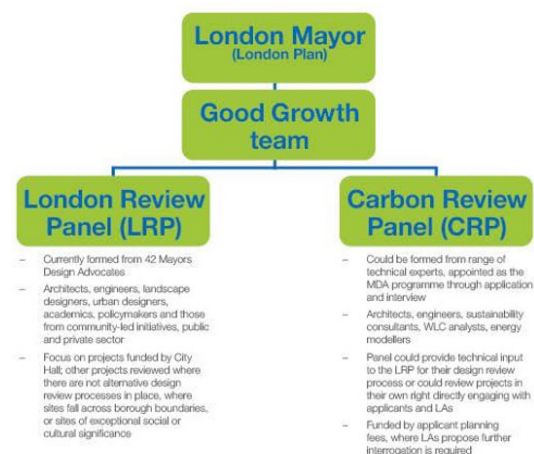 London Mayor
(London Plan)
Good Growth
team
London Review
Panel (LRP)
– Currently formed from 42 Mayors
Design Advocates
– Architects, engineers, landscape
designers, urban designers,
academics, policymakers and those
from community-led initiatives, public
and private sector
– Focus on projects funded by City
Hall; other projects reviewed where
there are not alternative design
review processes in place, where
sites fall across borough boundaries,
or sites of exceptional social or
cultural significance
Carbon Review
Panel (CRP)
– Could be formed from range of
technical experts, appointed as the
MDA programme through application
and interview
– Architects, engineers, sustainability
consultants, WLC analysts, energy
modellers
– Panel could provide technical input
to the LRP for their design review
process or could review projects in
their own right directly engaging with
applicants and LAs
– Funded by applicant planning
fees, where LAs propose further
interrogation is required